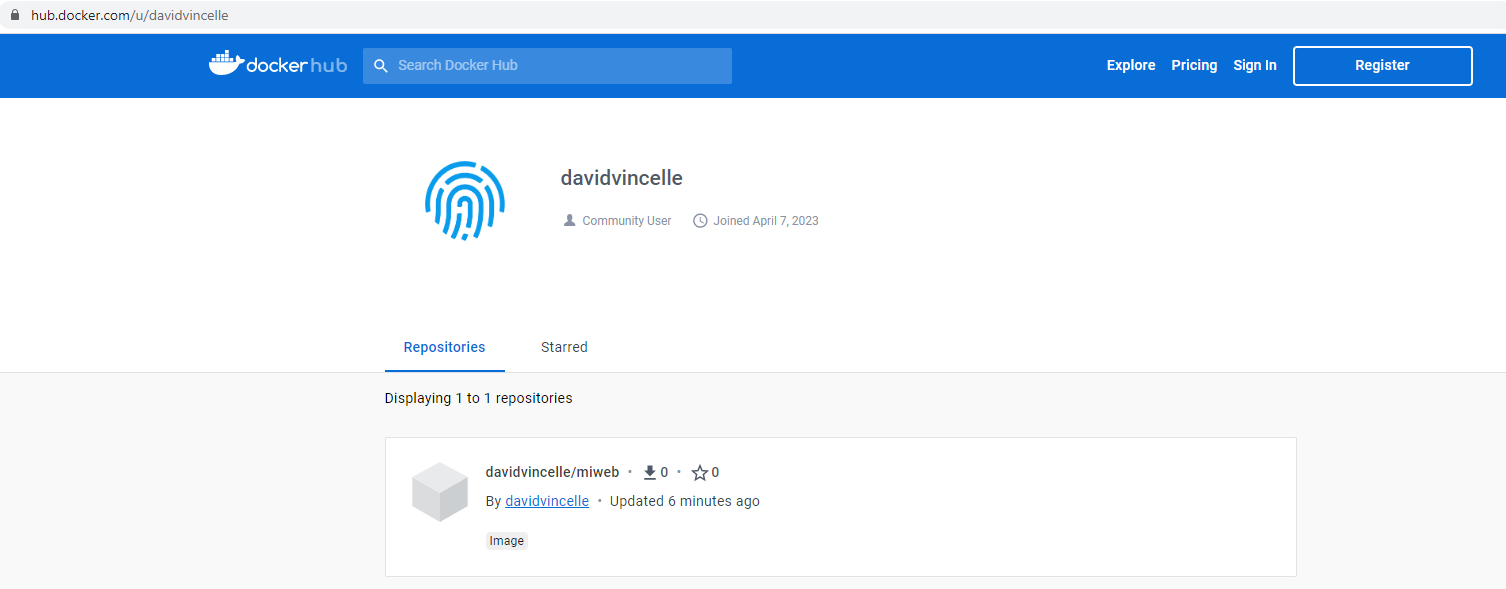 hub.docker.com/u/davidvincelle
docker hub Search Docker Hub Explore Pricing Sign In Register
davidvincelle
Community User Joined April 7, 2023
Repositories Starred
Displaying 1 to 1 repositories
davidvincelle/miweb • 0 • 0
By davidvincelle • Updated 6 minutes ago
Image